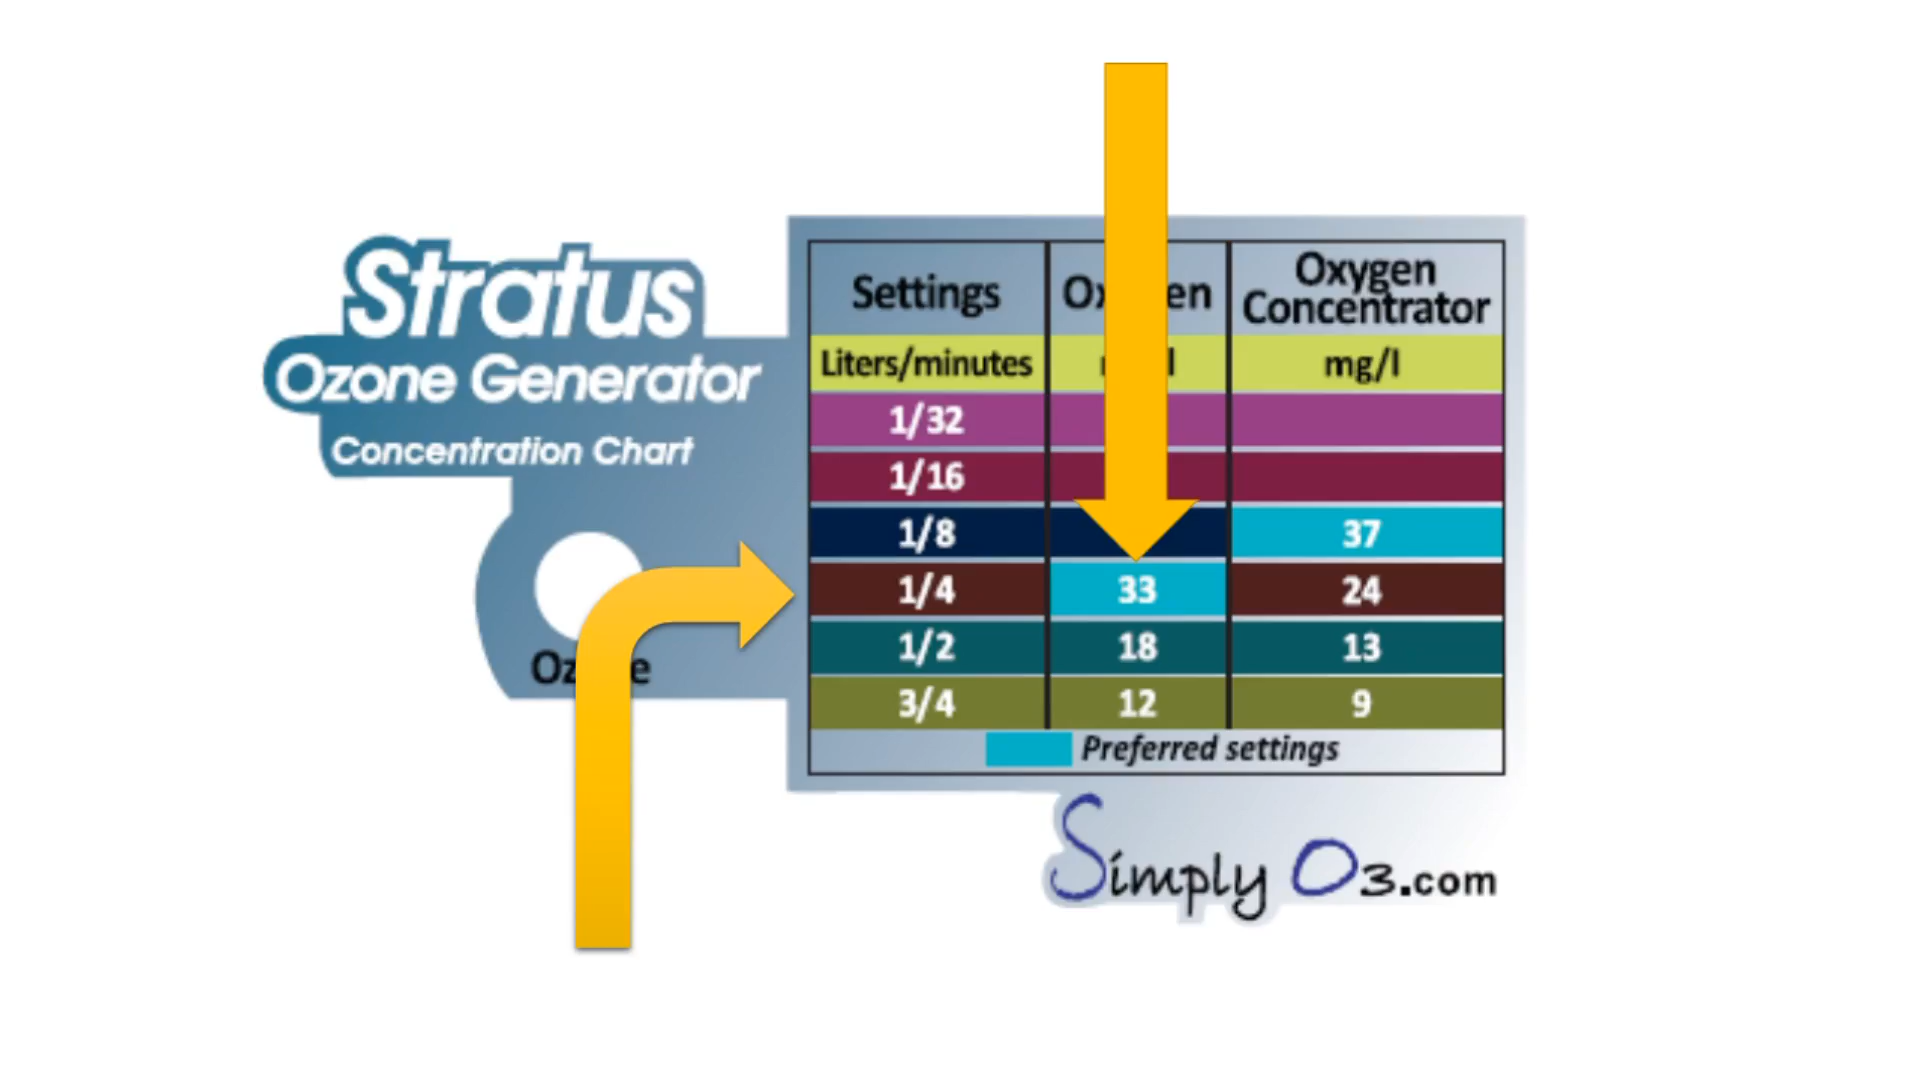 Stratus
Ozone Generator
Concentration Chart
Settings
Oxygen Concentrator
Liters/minutes mg/l
1/32
1/16
1/8 37
1/4 33 24
1/2 18 13
3/4 12 9
Preferred settings
Simply O3.com